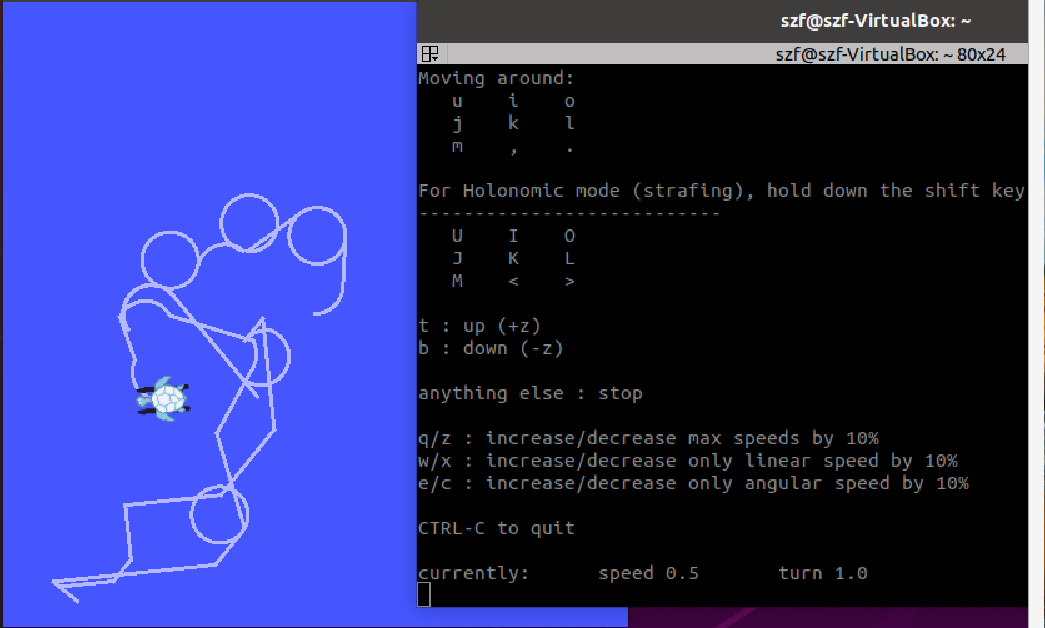 szf@szf-VirtualBox: ~
szf@szf-VirtualBox: ~ 80x24
Moving around:
u i o
j k l
m , .
For Holonomic mode (strafing), hold down the shift key
---------------------------
U I O
J K L
M < >
t : up (+z)
b : down (-z)
anything else : stop
q/z : increase/decrease max speeds by 10%
w/x : increase/decrease only linear speed by 10%
e/c : increase/decrease only angular speed by 10%
CTRL-C to quit
currently: speed 0.5 turn 1.0